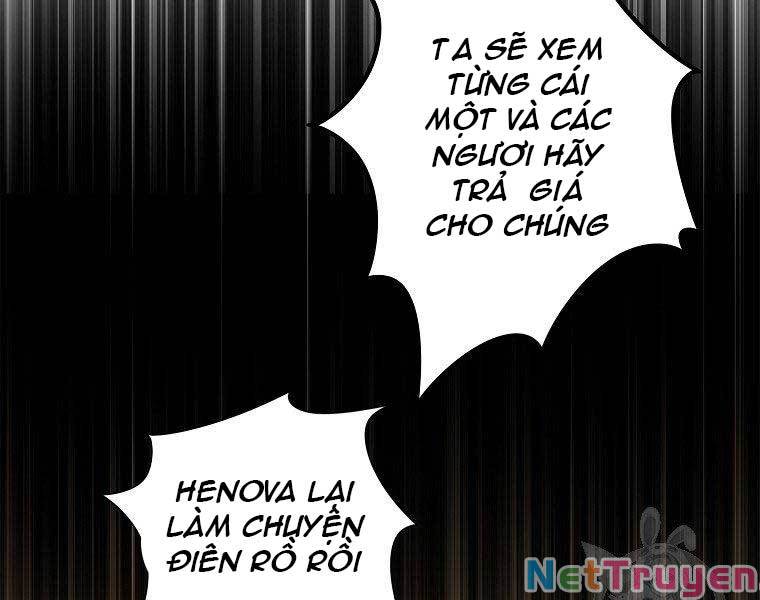 TA SẼ XEM
TỪNG CÁI
MỘT VÀ CÁC
NGƯƠI HÃY
TRẢ GIÁ
CHO CHÚNG
HENOVA LẠI
LÀM CHUYỆN
ĐIÊN RỒ RỒI
NetTruyen